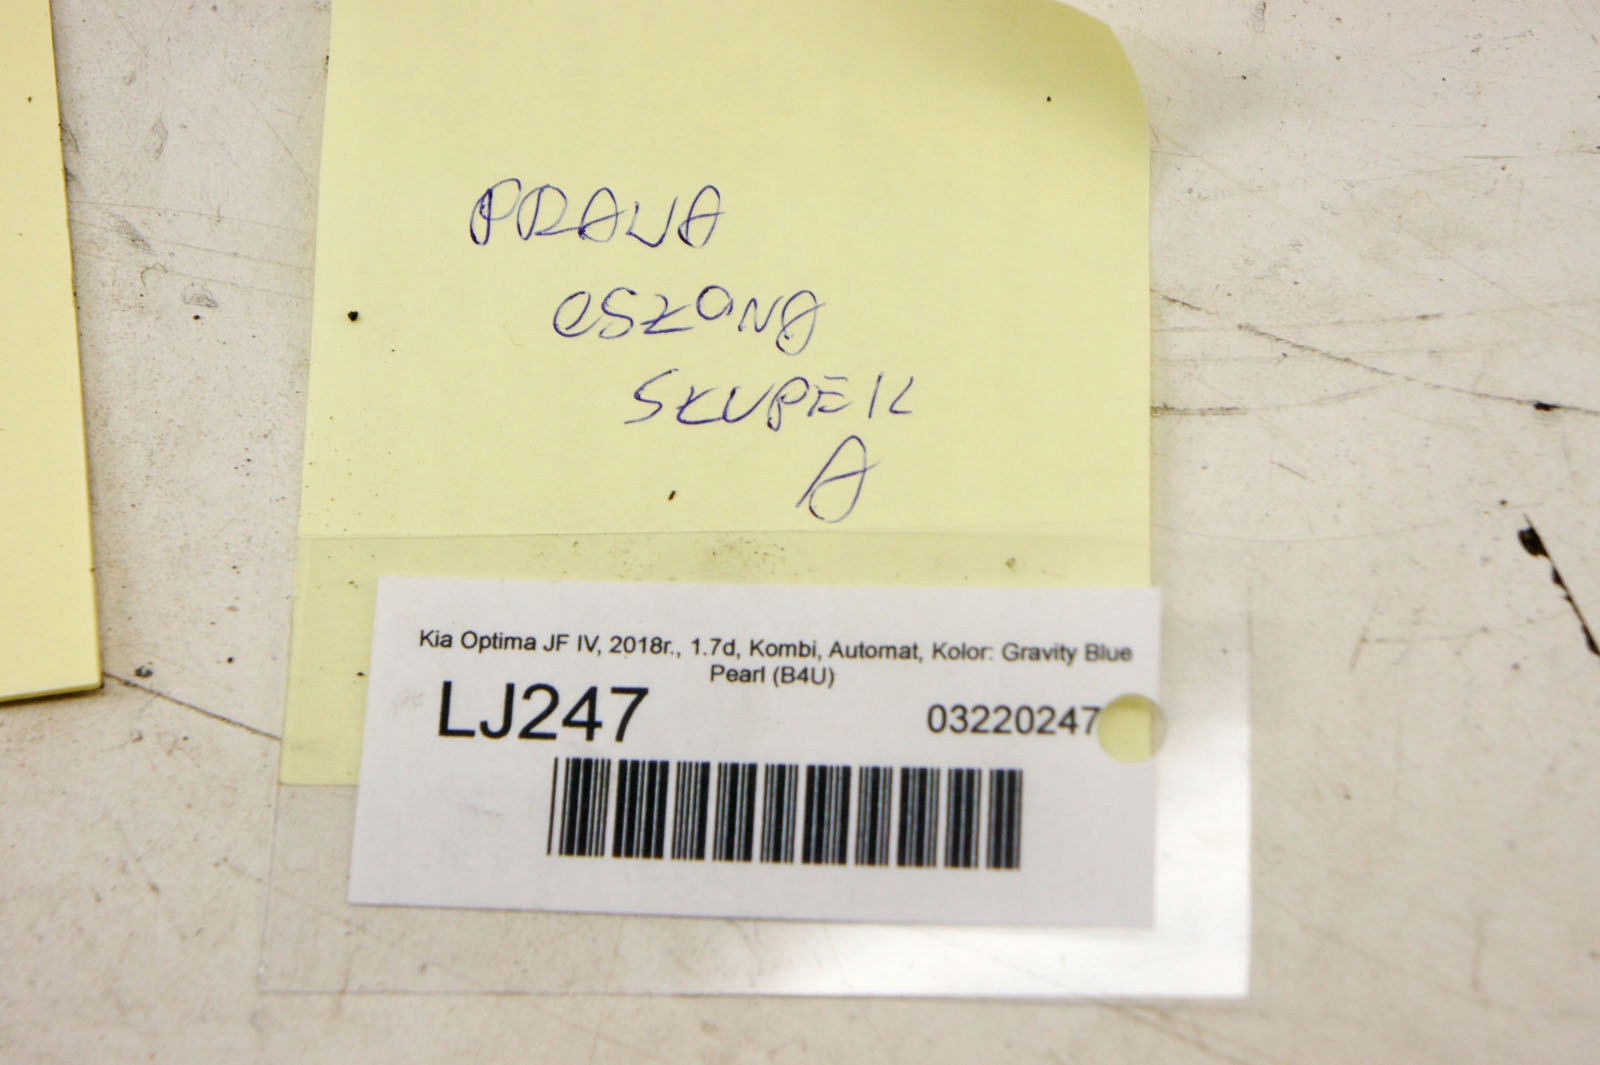 PRAWA
OSŁONA
SŁUPEK
A
Kia Optima JF IV, 2018r., 1.7d, Kombi, Automat, Kolor: Gravity Blue
Pearl (B4U)
LJ247 03220247